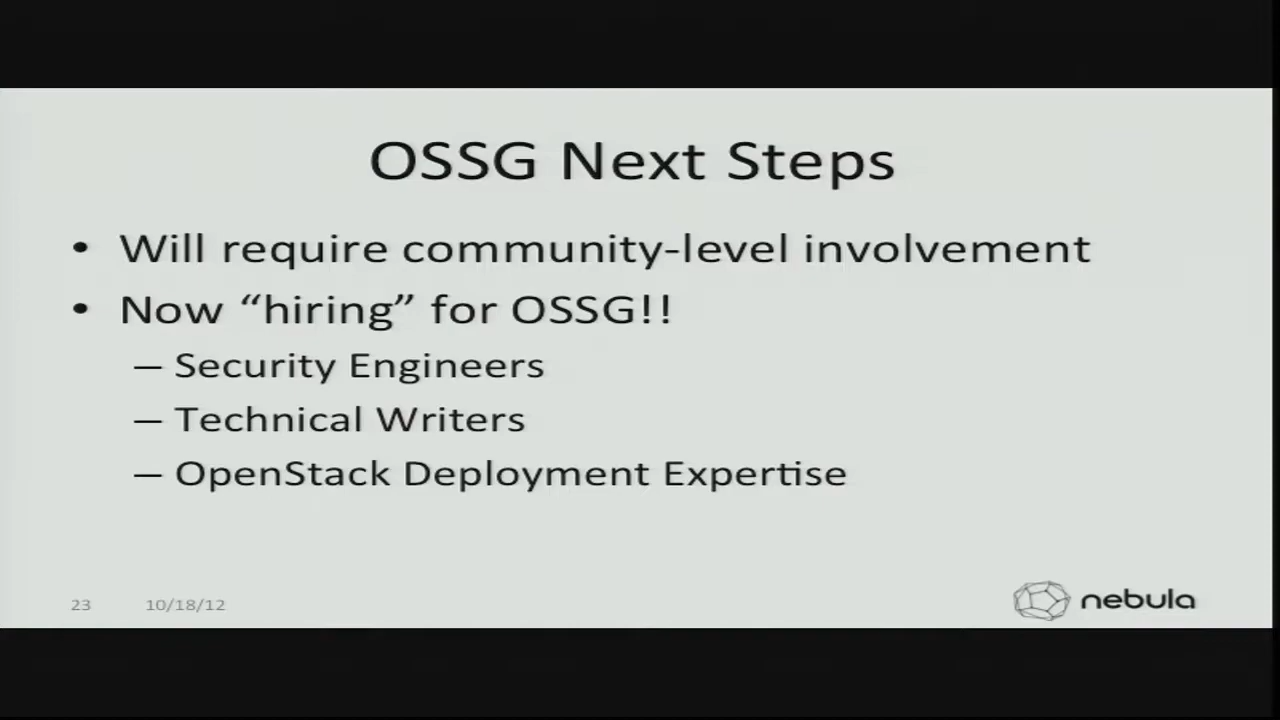 OSSG Next Steps
• Will require community-level involvement
• Now “hiring” for OSSG!!
– Security Engineers
– Technical Writers
– OpenStack Deployment Expertise
23 10/18/12 nebula